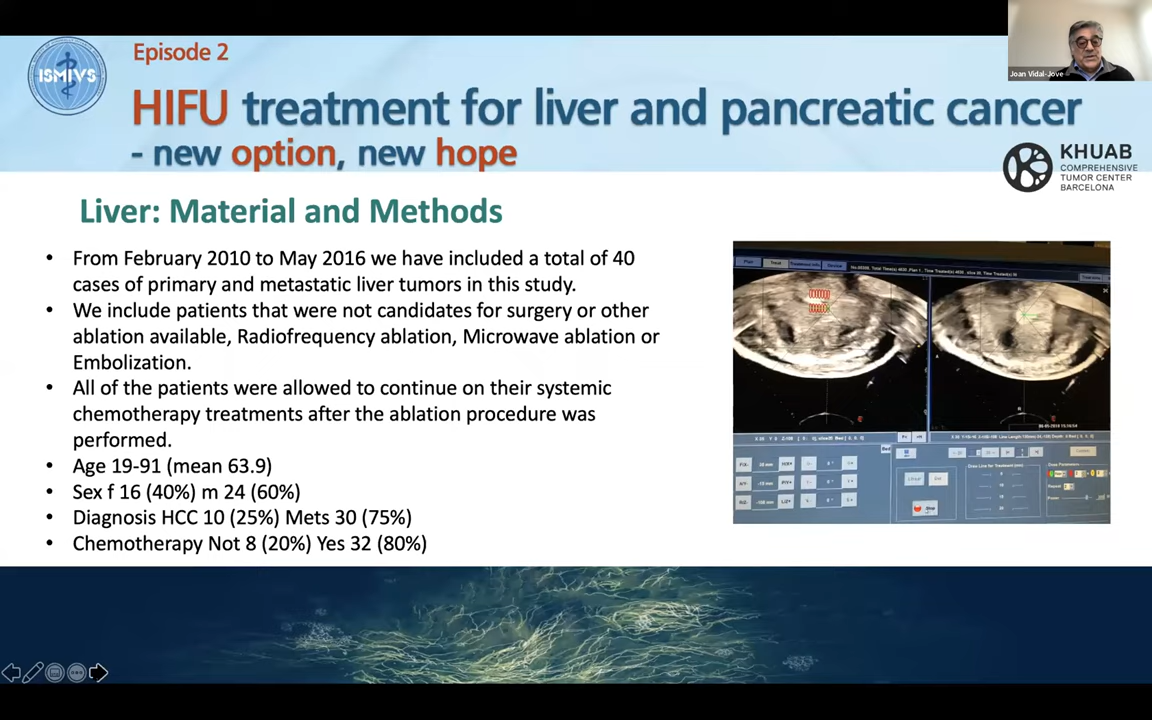 Joan Vidal-Jove
ISMIVS
Episode 2
HIFU treatment for liver and pancreatic cancer
- new option, new hope
KHUAB
COMPREHENSIVE
TUMOR CENTER
BARCELONA
Liver: Material and Methods
• From February 2010 to May 2016 we have included a total of 40
cases of primary and metastatic liver tumors in this study.
• We include patients that were not candidates for surgery or other
ablation available, Radiofrequency ablation, Microwave ablation or
Embolization.
• All of the patients were allowed to continue on their systemic
chemotherapy treatments after the ablation procedure was
performed.
• Age 19-91 (mean 63.9)
• Sex f 16 (40%) m 24 (60%)
• Diagnosis HCC 10 (25%) Mets 30 (75%)
• Chemotherapy Not 8 (20%) Yes 32 (80%)
Plan
Treat
Stop